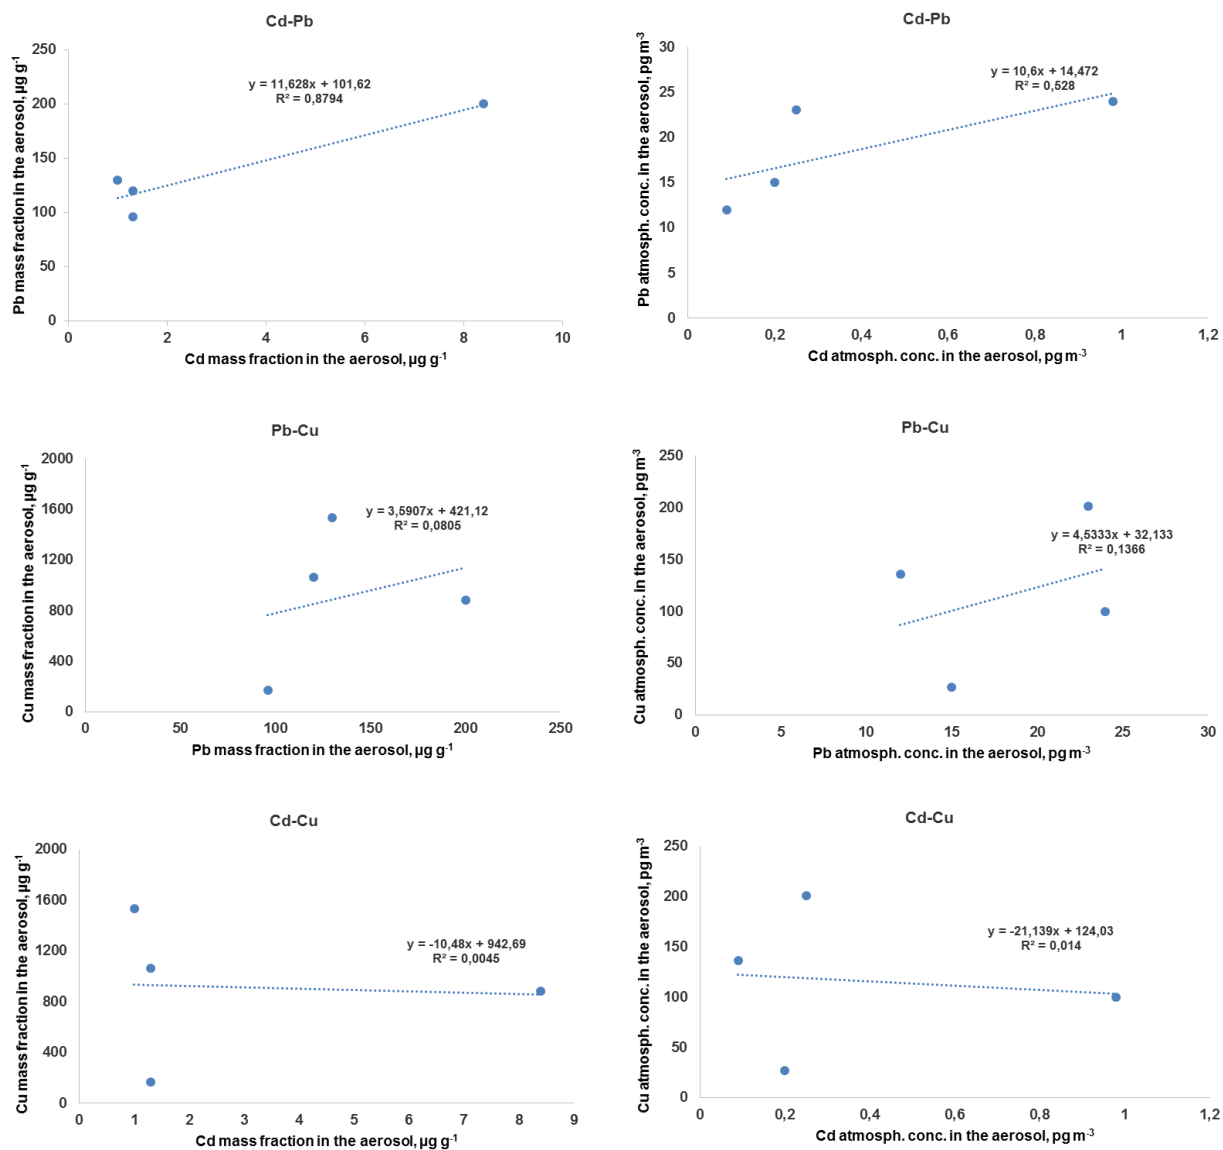 Cd-Pb
Pb mass fraction in the aerosol, µg g-1
250
200
150
100
50
0
y = 11,628x + 101,62
R² = 0,8794
0 2 4 6 8 10
Cd mass fraction in the aerosol, µg g-1
Cd-Pb
Pb atmosph. conc. in the aerosol, pg m-3
30
25
20
15
10
5
0
y = 10,6x + 14,472
R² = 0,528
0 0,2 0,4 0,6 0,8 1 1,2
Cd atmosph. conc. in the aerosol, pg m-3
Pb-Cu
Cu mass fraction in the aerosol, µg g-1
2000
1600
1200
800
400
0
y = 3,5907x + 421,12
R² = 0,0805
0 50 100 150 200 250
Pb mass fraction in the aerosol, µg g-1
Pb-Cu
Cu atmosph. conc. in the aerosol, pg m-3
250
200
150
100
50
0
y = 4,5333x + 32,133
R² = 0,1366
0 5 10 15 20 25 30
Pb atmosph. conc. in the aerosol, pg m-3
Cd-Cu
Cu mass fraction in the aerosol, µg g-1
2000
1600
1200
800
400
0
y = -10,48x + 942,69
R² = 0,0045
0 1 2 3 4 5 6 7 8 9
Cd mass fraction in the aerosol, µg g-1
Cd-Cu
Cu atmosph. conc. in the aerosol, pg m-3
250
200
150
100
50
0
y = -21,139x + 124,03
R² = 0,014
0 0,2 0,4 0,6 0,8 1 1,2
Cd atmosph. conc. in the aerosol, pg m-3